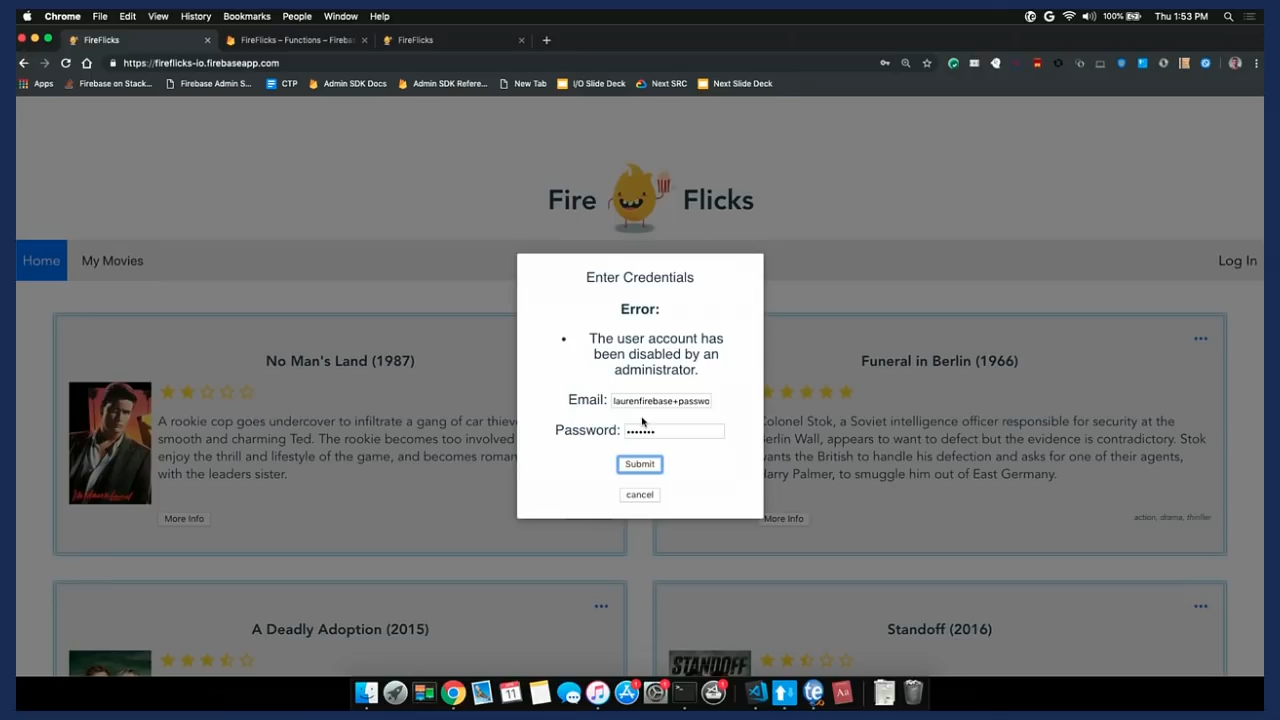 Chrome File Edit View History Bookmarks People Window Help 100% Thu 1:53 PM
FireFlicks FireFlicks – Functions – Fireba FireFlicks
https://fireflicks-io.firebaseapp.com
Apps Firebase on Stack... Firebase Admin S... CTP Admin SDK Docs Admin SDK Refere... New Tab I/O Slide Deck Next SRC Next Slide Deck
Fire Flicks
Home My Movies Log In
Enter Credentials
Error:
• The user account has
been disabled by an
administrator.
Email: laurenfirebase+passwo
Password: •••••••
Submit
cancel
No Man's Land (1987)
A rookie cop goes undercover to infiltrate a gang of car thieve
smooth and charming Ted. The rookie becomes too involved
enjoy the thrill and lifestyle of the game, and becomes roman
with the leaders sister.
More Info
Funeral in Berlin (1966)
Colonel Stok, a Soviet intelligence officer responsible for security at the
Berlin Wall, appears to want to defect but the evidence is contradictory. Stok
wants the British to handle his defection and asks for one of their agents,
Harry Palmer, to smuggle him out of East Germany.
More Info
action, drama, thriller
A Deadly Adoption (2015)
Standoff (2016)
STANDOFF